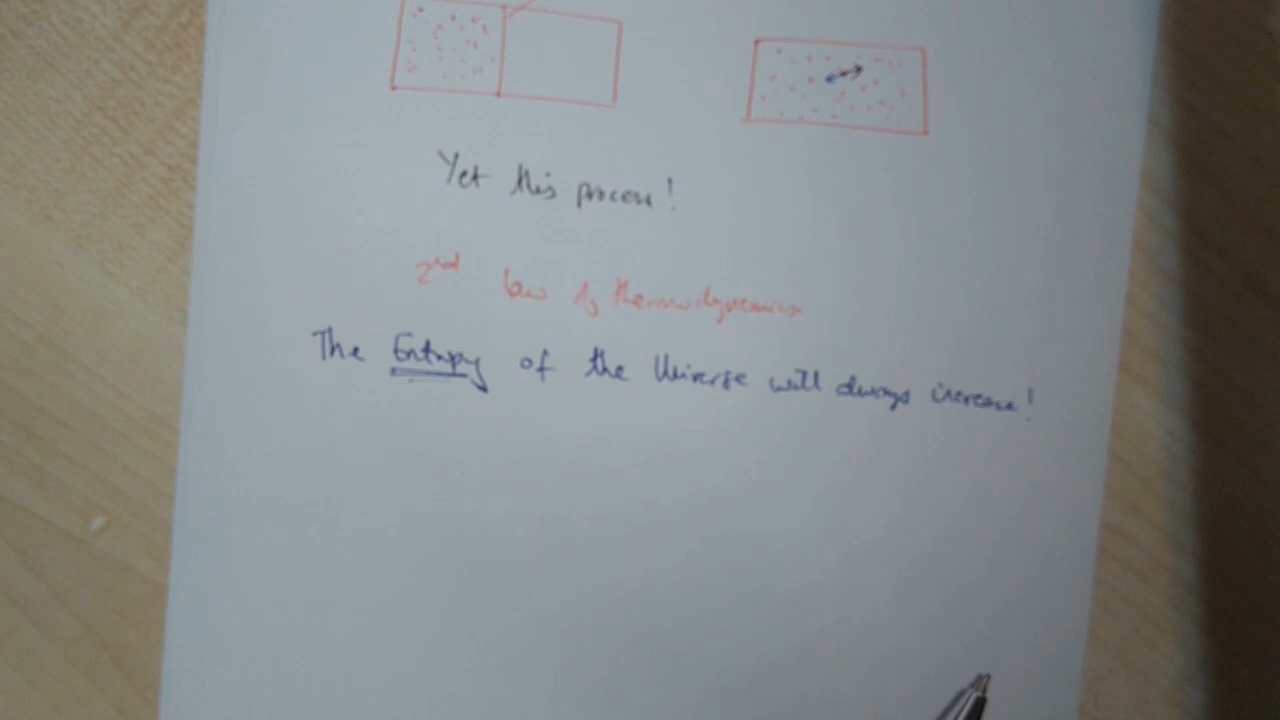 Yet this process!
2nd law of thermodynamics
The Entropy of the Universe will always increase!